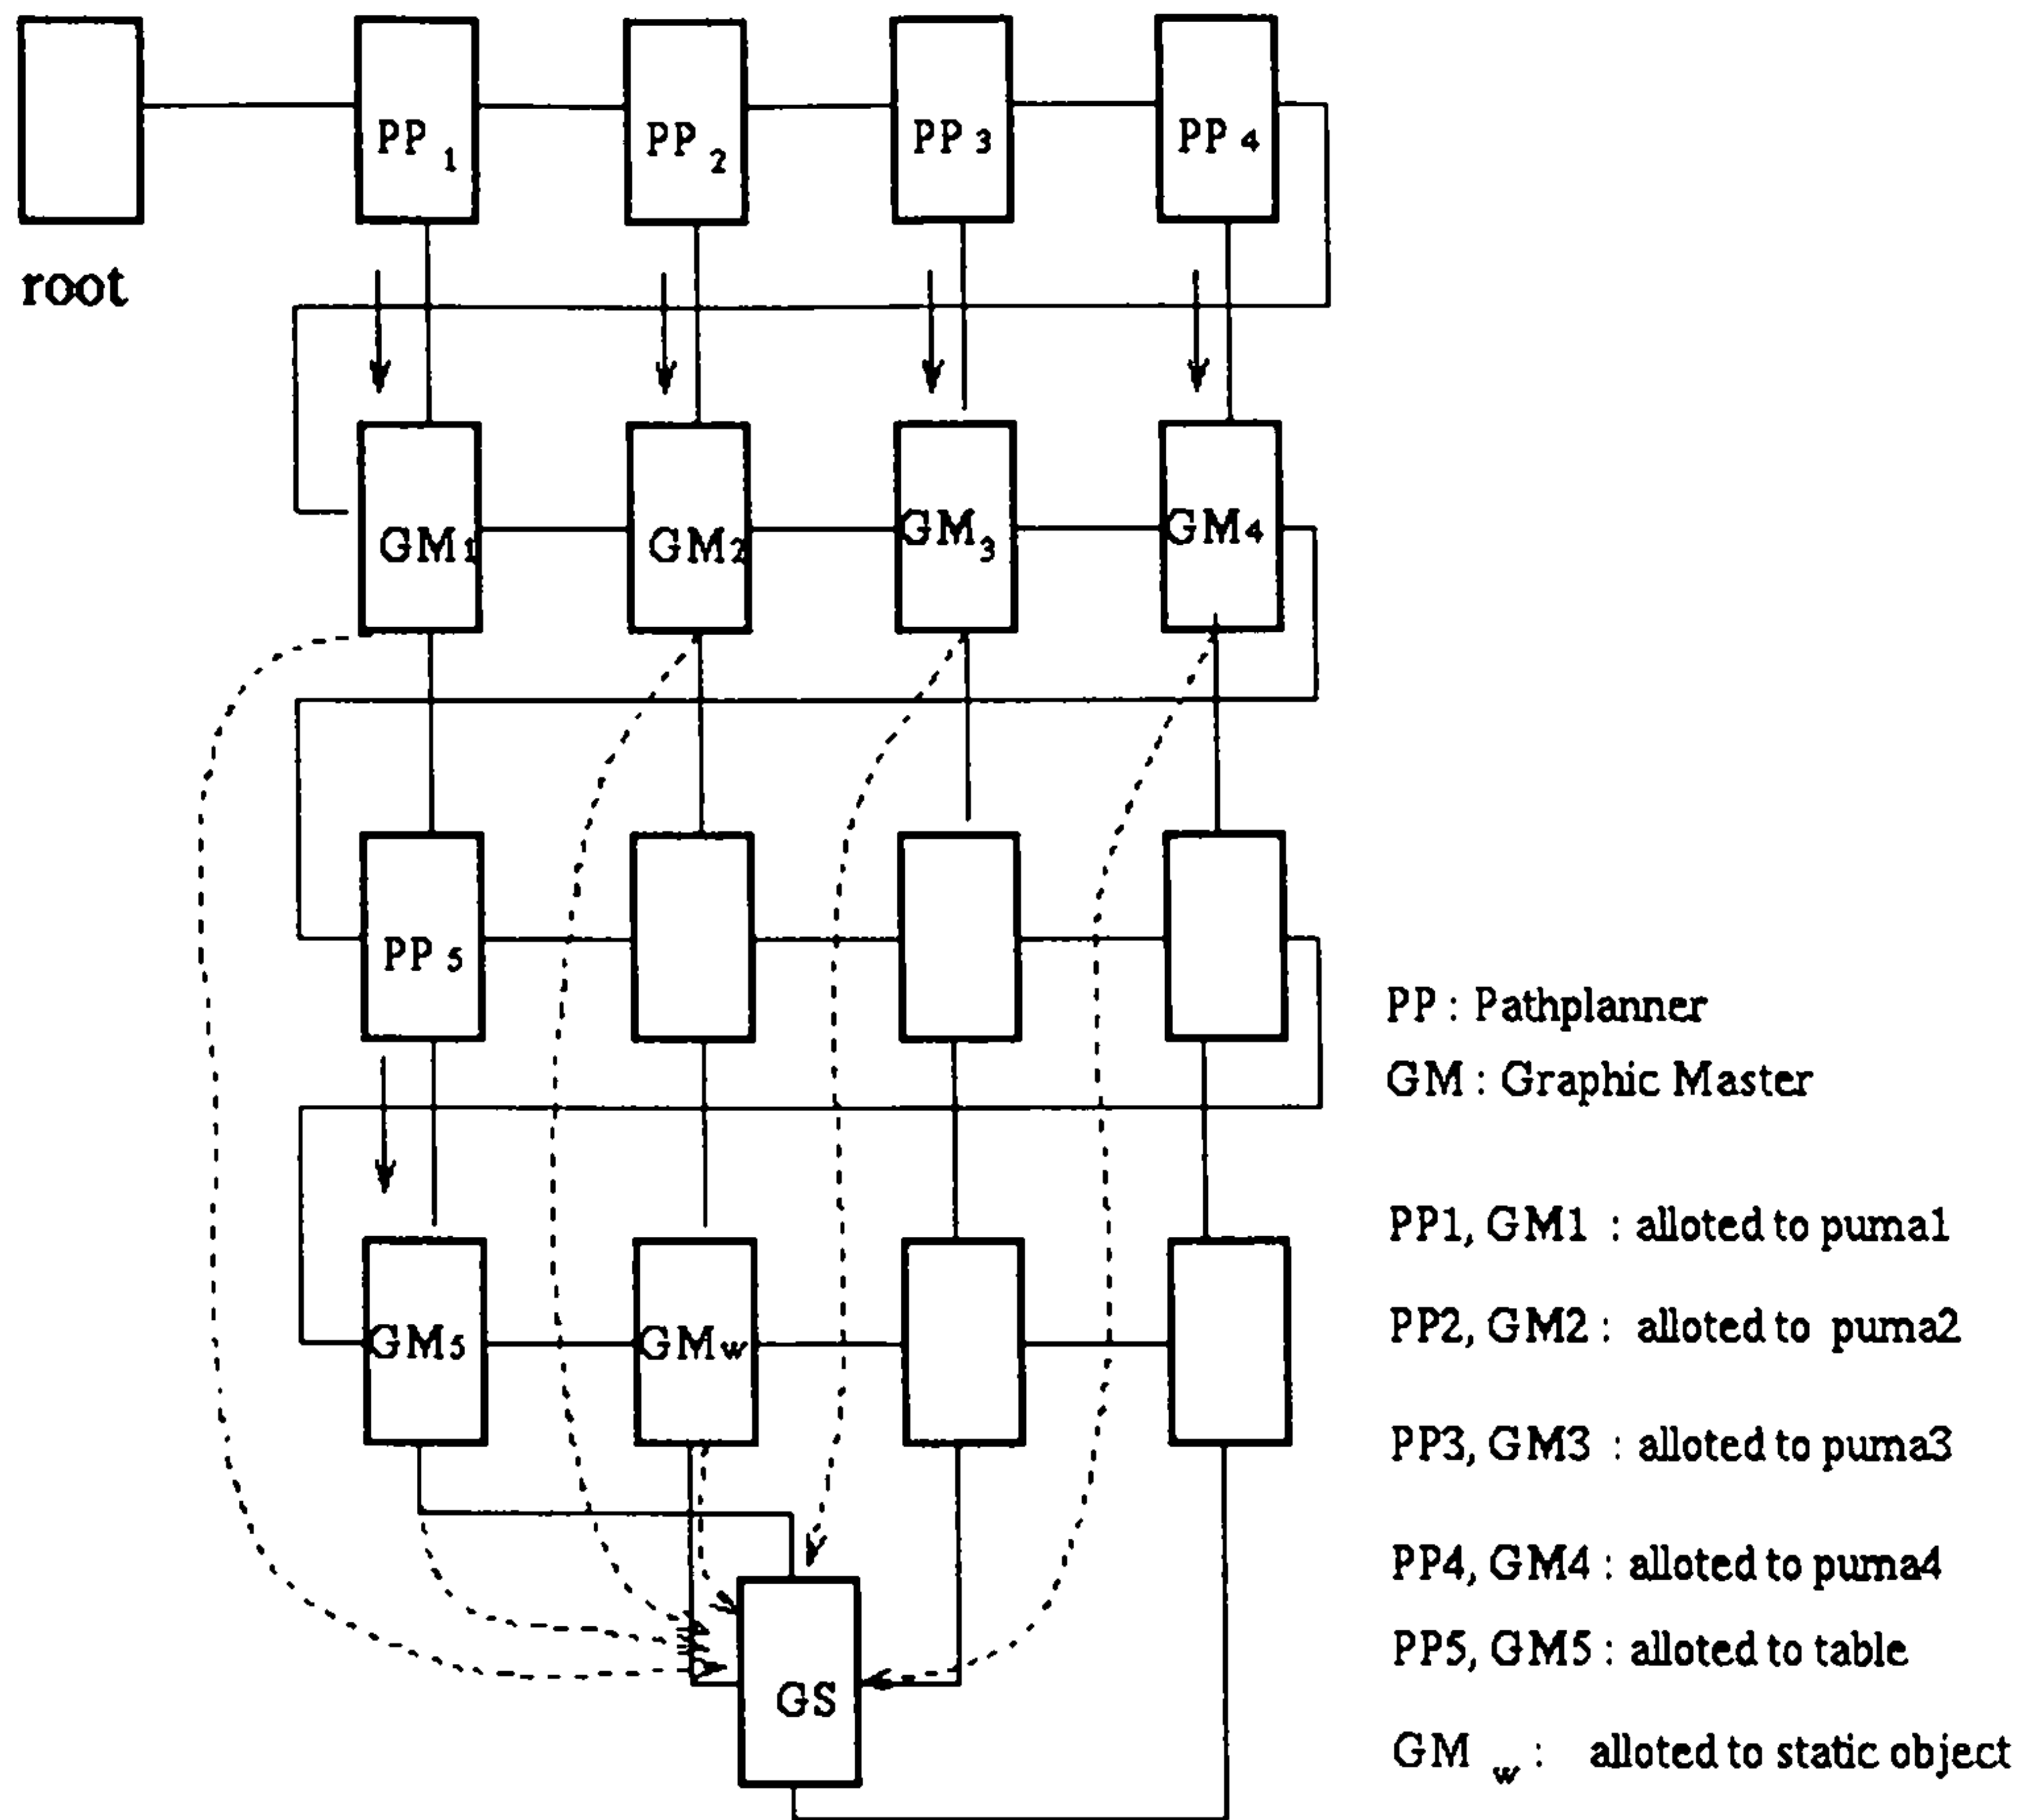 PP 1
PP 2
PP 3
PP 4
root
GM1
GM2
GM3
GM4
PP 5
PP : Pathplanner
GM : Graphic Master
PP1, GM1 : alloted to puma1
GM5
GMw
PP2, GM2 : alloted to puma2
PP3, GM3 : alloted to puma3
PP4, GM4 : alloted to puma4
PP5, GM5 : alloted to table
GS
GM w : alloted to static object